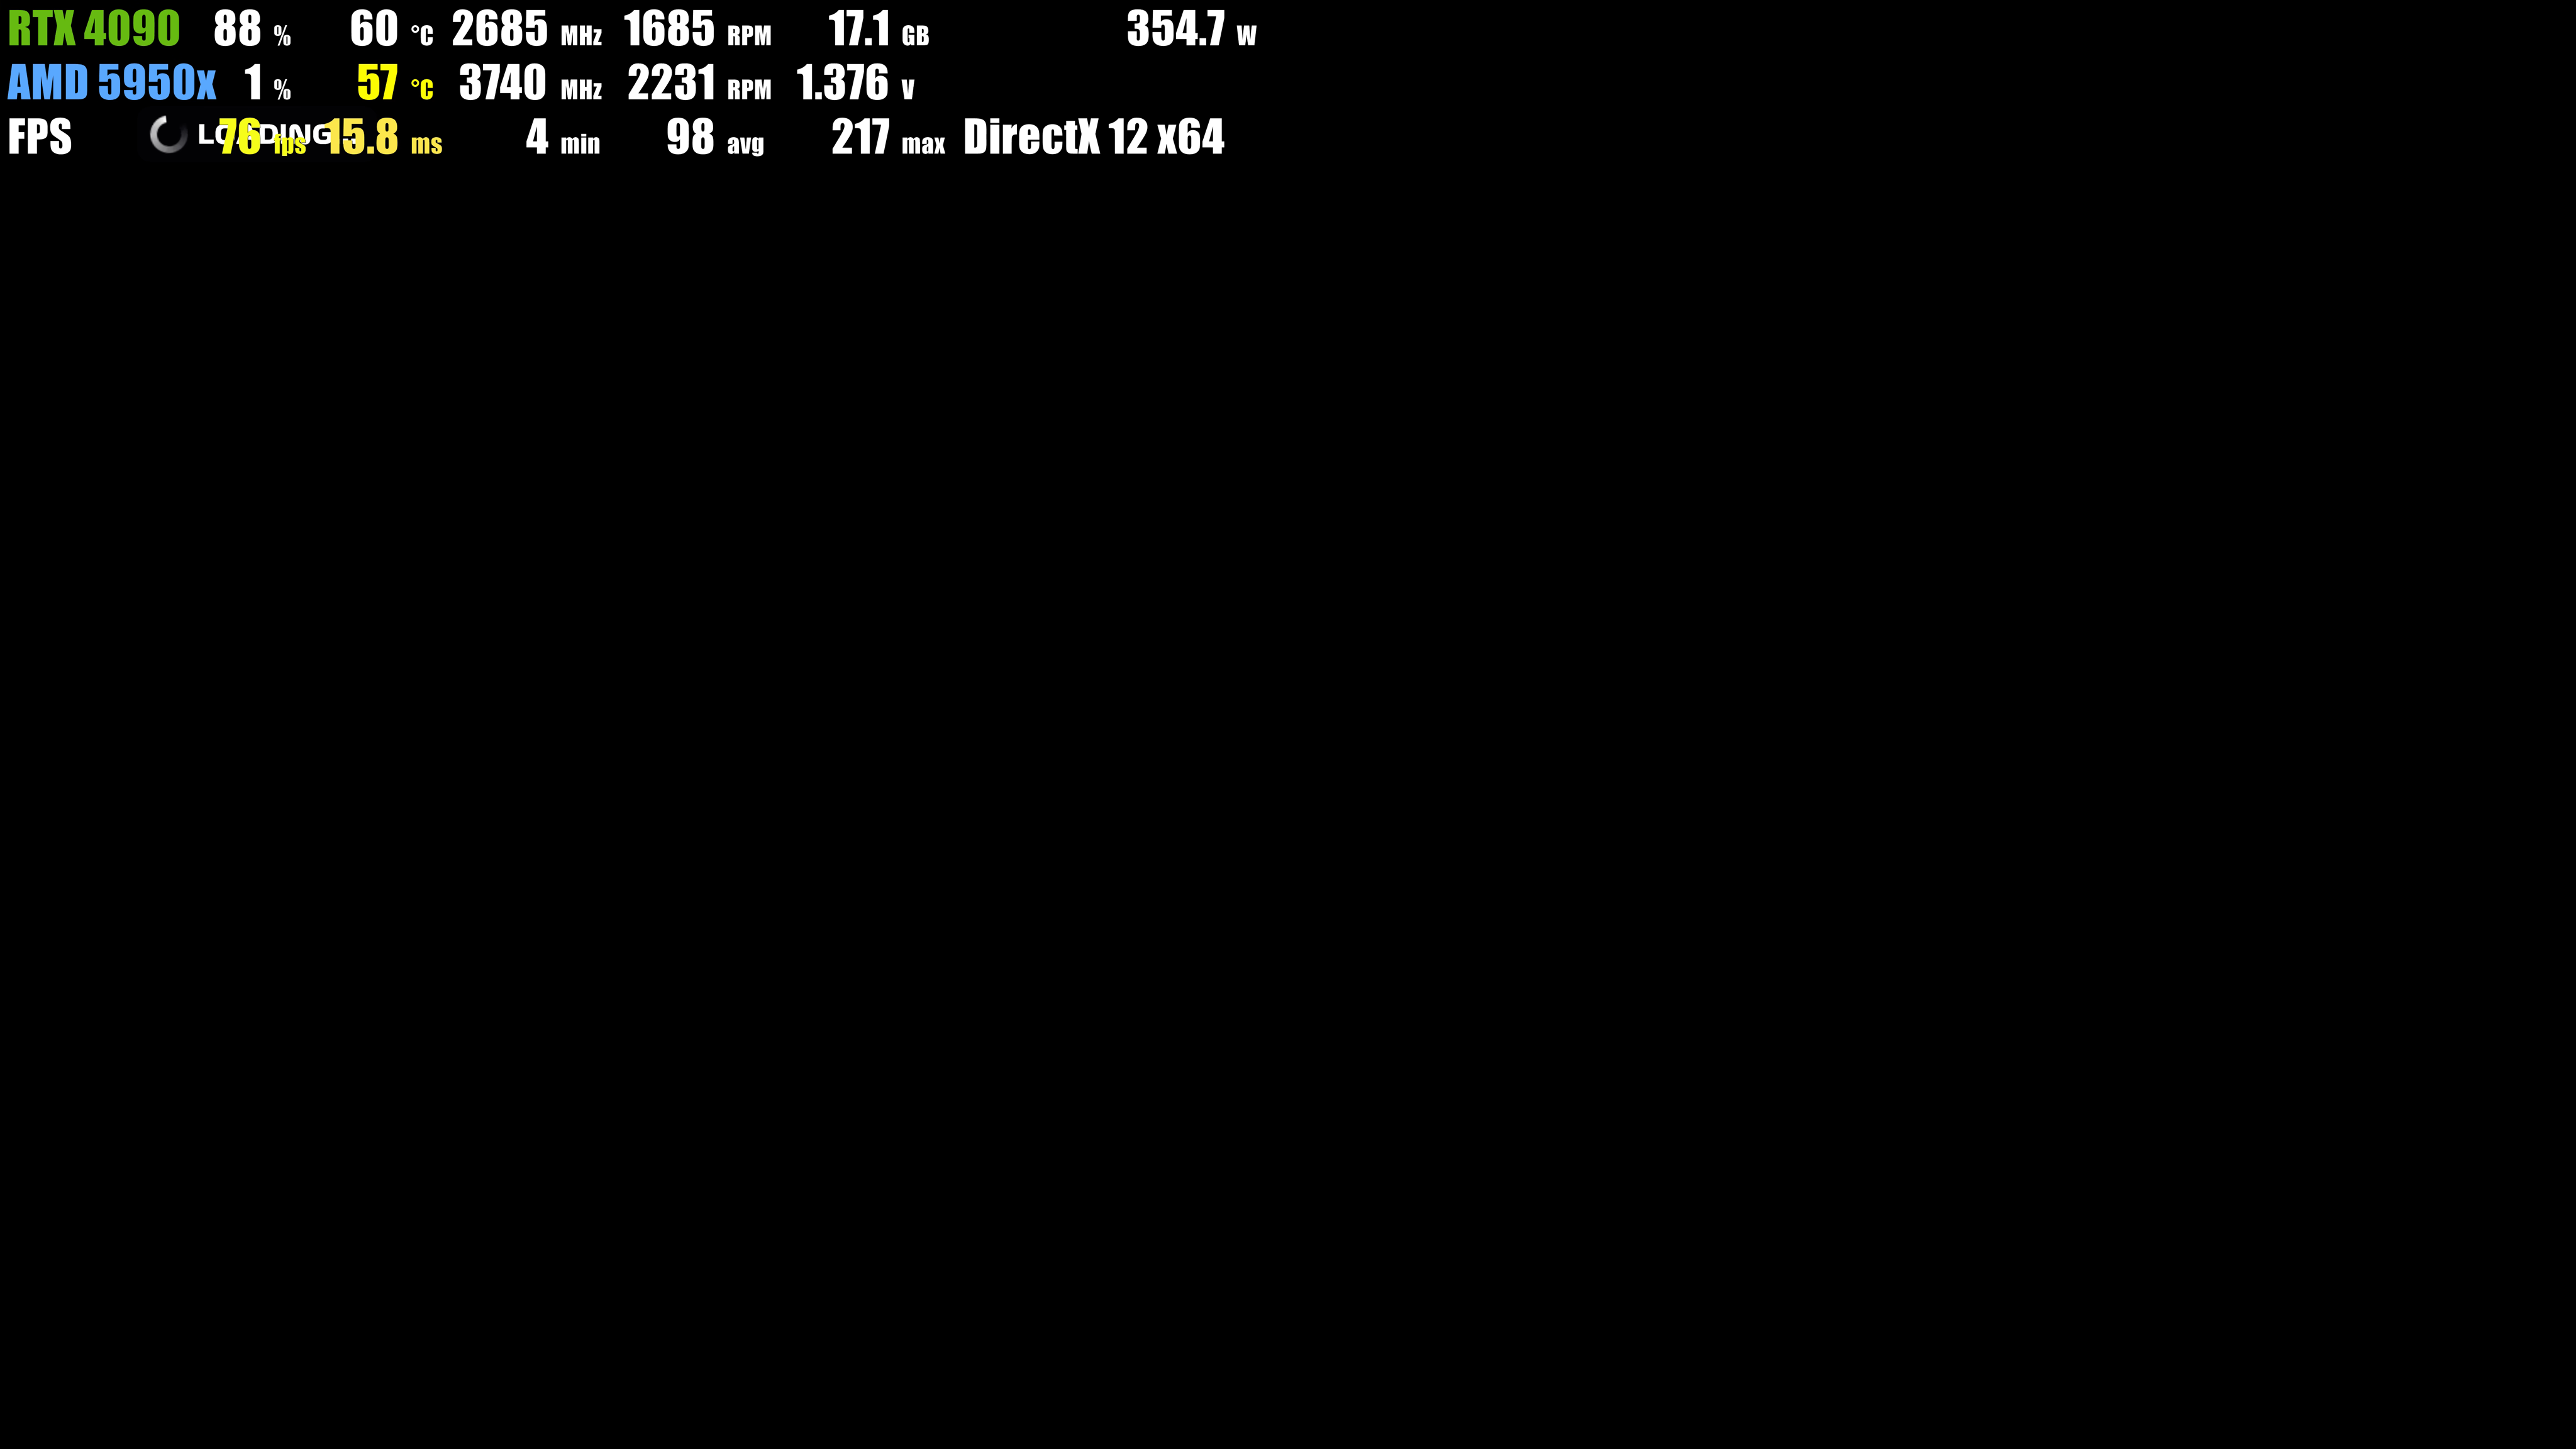 RTX 4090 88 % 60 °C 2685 MHz 1685 RPM 17.1 GB 354.7 W
AMD 5950x 1 % 57 °C 3740 MHz 2231 RPM 1.376 V
FPS 76 fps 15.8 ms 4 min 98 avg 217 max DirectX 12 x64
LOADING